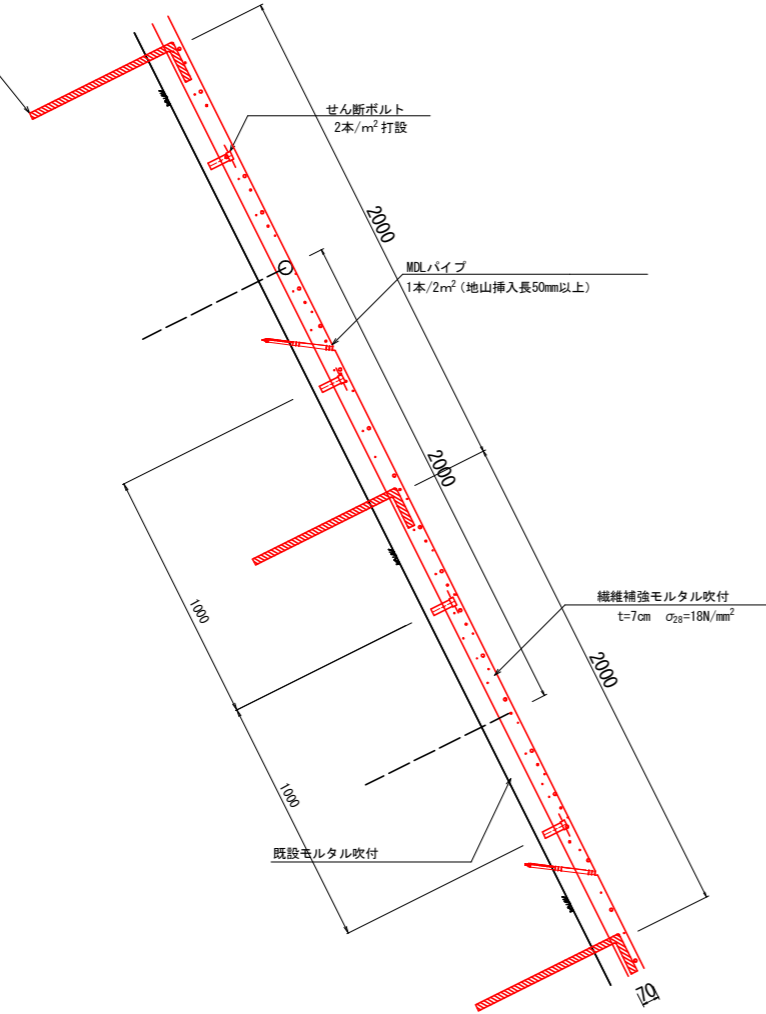 せん断ボルト
2本/m² 打設
2000
MDLパイプ
1本/2m² (地山挿入長50mm以上)
2000
1000
繊維補強モルタル吹付
t=7cm σ₂₈=18N/mm²
2000
1000
既設モルタル吹付
70